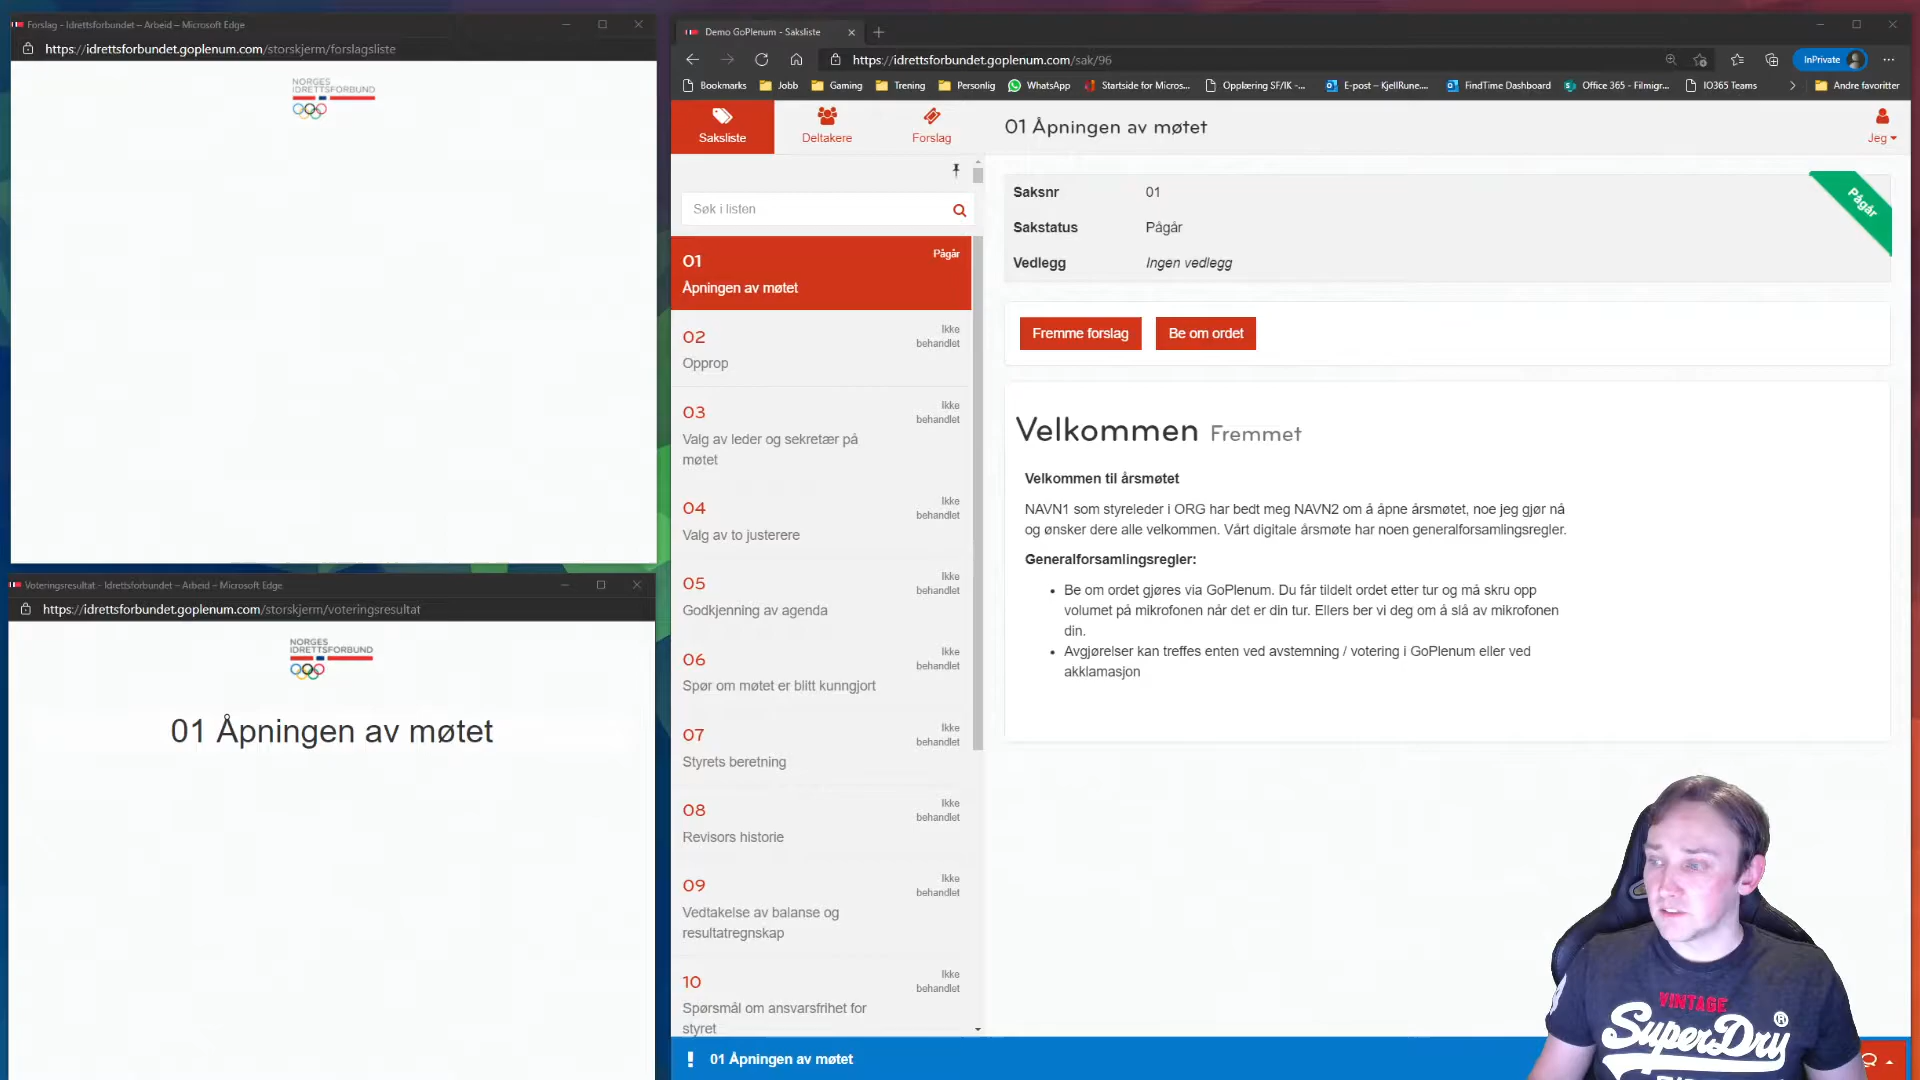 Forslag - Idrettsforbundet – Arbeid – Microsoft Edge
https://idrettsforbundet.goplenum.com/storskjerm/forslagsliste
NORGES
IDRETTSFORBUND
Voteringsresultat - Idrettsforbundet – Arbeid – Microsoft Edge
https://idrettsforbundet.goplenum.com/storskjerm/voteringsresultat
NORGES
IDRETTSFORBUND
01 Åpningen av møtet
Demo GoPlenum - Saksliste
https://idrettsforbundet.goplenum.com/sak/96
InPrivate
Bookmarks
Jobb
Gaming
Trening
Personlig
WhatsApp
Startside for Micros...
Opplæring SF/IK -...
E-post – KjellRune....
FindTime Dashboard
Office 365 - Filmigr...
IO365 Teams
Andre favoritter
Saksliste
Deltakere
Forslag
01 Åpningen av møtet
Jeg
Søk i listen
01
Pågår
Åpningen av møtet
02
Ikke
behandlet
Opprop
03
Ikke
behandlet
Valg av leder og sekretær på
møtet
04
Ikke
behandlet
Valg av to justerere
05
Ikke
behandlet
Godkjenning av agenda
06
Ikke
behandlet
Spør om møtet er blitt kunngjort
07
Ikke
behandlet
Styrets beretning
08
Ikke
behandlet
Revisors historie
09
Ikke
behandlet
Vedtakelse av balanse og
resultatregnskap
10
Ikke
behandlet
Spørsmål om ansvarsfrihet for
styret
Saksnr 01
Sakstatus Pågår
Vedlegg Ingen vedlegg
Pågår
Fremme forslag
Be om ordet
Velkommen Fremmet
Velkommen til årsmøtet
NAVN1 som styreleder i ORG har bedt meg NAVN2 om å åpne årsmøtet, noe jeg gjør nå
og ønsker dere alle velkommen. Vårt digitale årsmøte har noen generalforsamlingsregler.
Generalforsamlingsregler:
• Be om ordet gjøres via GoPlenum. Du får tildelt ordet etter tur og må skru opp
volumet på mikrofonen når det er din tur. Ellers ber vi deg om å slå av mikrofonen
din.
• Avgjørelser kan treffes enten ved avstemning / votering i GoPlenum eller ved
akklamasjon
01 Åpningen av møtet
VINTAGE
SuperDry
®